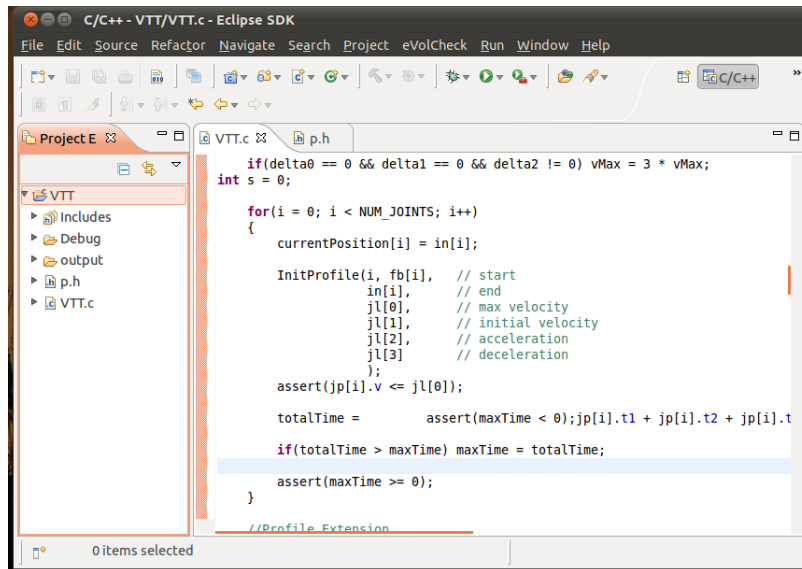 C/C++ - VTT/VTT.c - Eclipse SDK
File Edit Source Refactor Navigate Search Project eVolCheck Run Window Help
C/C++ »
Project E
VTT.c p.h
VTT
Includes
Debug
output
p.h
VTT.c
if(delta0 == 0 && delta1 == 0 && delta2 != 0) vMax = 3 * vMax;
int s = 0;
for(i = 0; i < NUM_JOINTS; i++)
{
currentPosition[i] = in[i];
InitProfile(i, fb[i], // start
in[i], // end
jl[0], // max velocity
jl[1], // initial velocity
jl[2], // acceleration
jl[3] // deceleration
);
assert(jp[i].v <= jl[0]);
totalTime = assert(maxTime < 0);jp[i].t1 + jp[i].t2 + jp[i].t
if(totalTime > maxTime) maxTime = totalTime;
assert(maxTime >= 0);
}
//Profile Extension
0 items selected